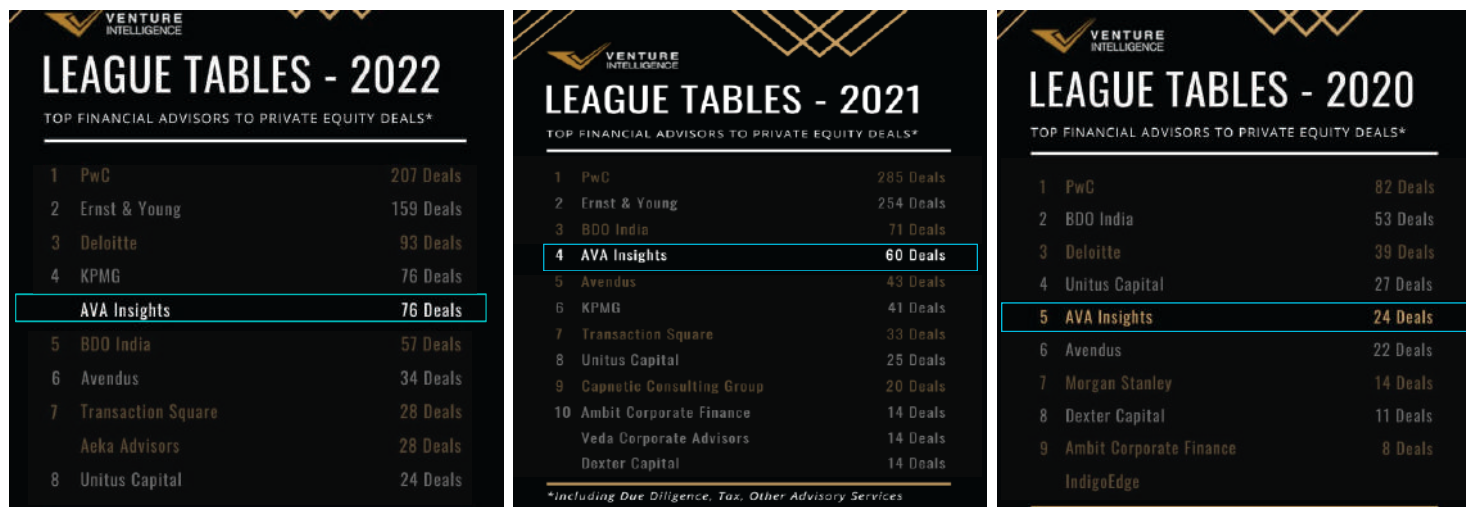 VENTURE
INTELLIGENCE
LEAGUE TABLES - 2022
TOP FINANCIAL ADVISORS TO PRIVATE EQUITY DEALS*
1 PwC 207 Deals
2 Ernst & Young 159 Deals
3 Deloitte 93 Deals
4 KPMG 76 Deals
AVA Insights 76 Deals
5 BDO India 57 Deals
6 Avendus 34 Deals
7 Transaction Square 28 Deals
Aeka Advisors 28 Deals
8 Unitus Capital 24 Deals
VENTURE
INTELLIGENCE
LEAGUE TABLES - 2021
TOP FINANCIAL ADVISORS TO PRIVATE EQUITY DEALS*
1 PwC 285 Deals
2 Ernst & Young 254 Deals
3 BDO India 71 Deals
4 AVA Insights 60 Deals
5 Avendus 43 Deals
6 KPMG 41 Deals
7 Transaction Square 33 Deals
8 Unitus Capital 25 Deals
9 Capnetic Consulting Group 20 Deals
10 Ambit Corporate Finance 14 Deals
Veda Corporate Advisors 14 Deals
Dexter Capital 14 Deals
*Including Due Diligence, Tax, Other Advisory Services
VENTURE
INTELLIGENCE
LEAGUE TABLES - 2020
TOP FINANCIAL ADVISORS TO PRIVATE EQUITY DEALS*
1 PwC 82 Deals
2 BDO India 53 Deals
3 Deloitte 39 Deals
4 Unitus Capital 27 Deals
5 AVA Insights 24 Deals
6 Avendus 22 Deals
7 Morgan Stanley 14 Deals
8 Dexter Capital 11 Deals
9 Ambit Corporate Finance 8 Deals
IndigoEdge